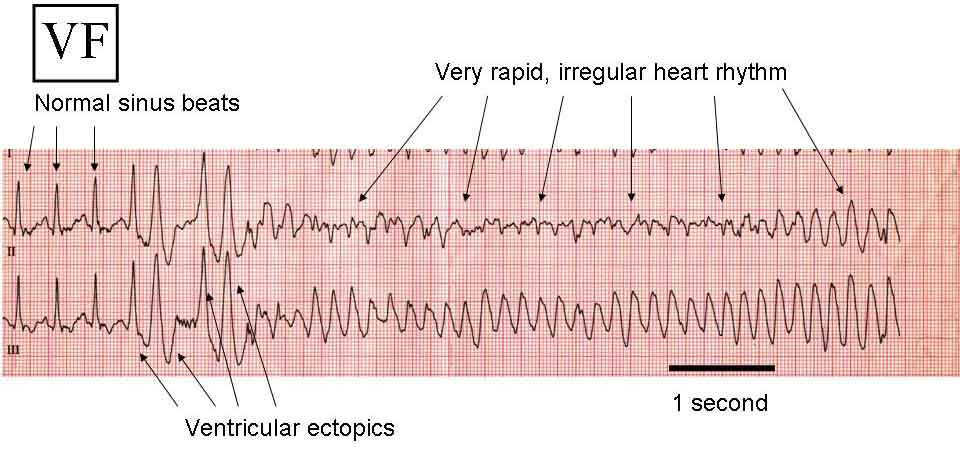 VF
Normal sinus beats
Very rapid, irregular heart rhythm
I
II
III
1 second
Ventricular ectopics